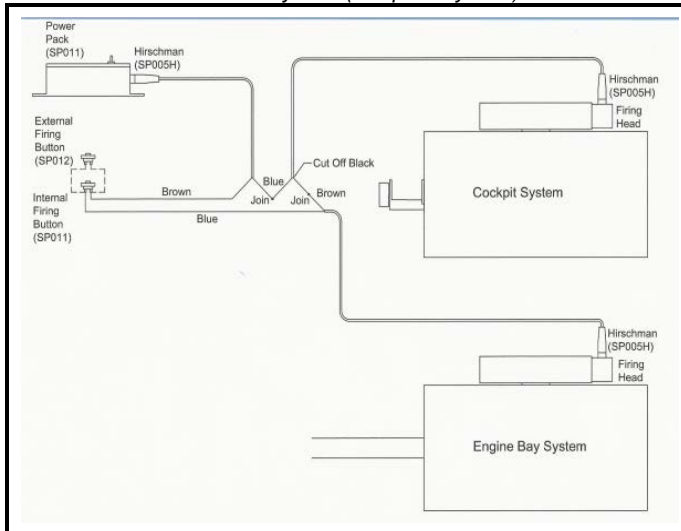 Power
Pack
(SP011)
Hirschman
(SP005H)
Hirschman
(SP005H)
Firing
Head
External
Firing
Button
(SP012)
Cut Off Black
Blue
Brown
Brown
Join
Join
Cockpit System
Internal
Firing
Button
(SP011)
Blue
Hirschman
(SP005H)
Firing
Head
Engine Bay System